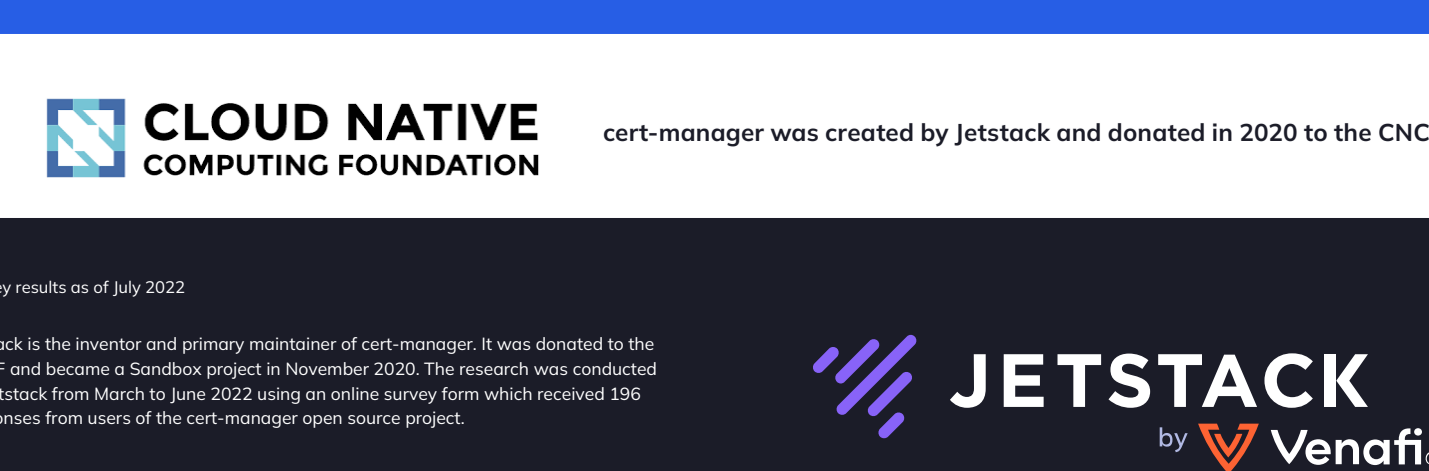 CLOUD NATIVE
COMPUTING FOUNDATION
cert-manager was created by Jetstack and donated in 2020 to the CNC
ey results as of July 2022
ack is the inventor and primary maintainer of cert-manager. It was donated to the
F and became a Sandbox project in November 2020. The research was conducted
tstack from March to June 2022 using an online survey form which received 196
onses from users of the cert-manager open source project.
JETSTACK
by Venafi